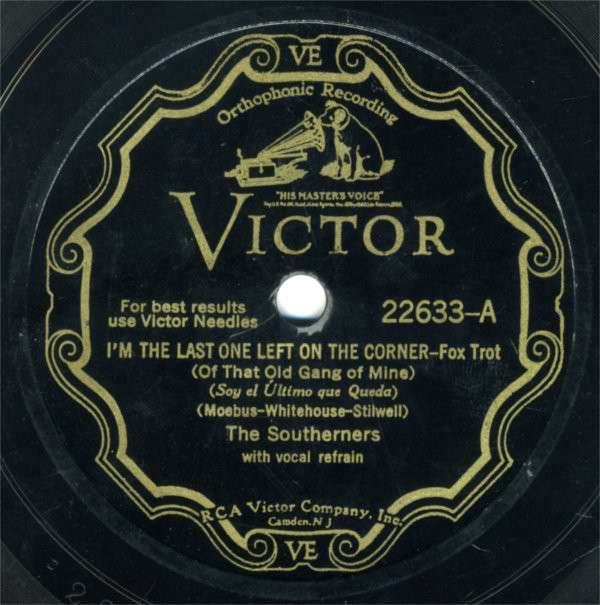 VE
Orthophonic Recording
"HIS MASTER'S VOICE"
VICTOR
For best results
use Victor Needles
22633-A
I'M THE LAST ONE LEFT ON THE CORNER-Fox Trot
(Of That Old Gang of Mine)
(Soy el Último que Queda)
(Moebus-Whitehouse-Stilwell)
The Southerners
with vocal refrain
RCA Victor Company, Inc.
Camden, N J
VE